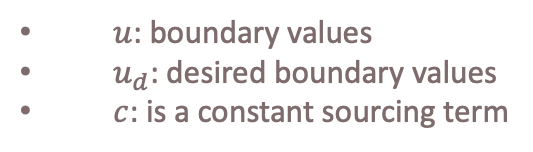 • u: boundary values
• u_d: desired boundary values
• c: is a constant sourcing term